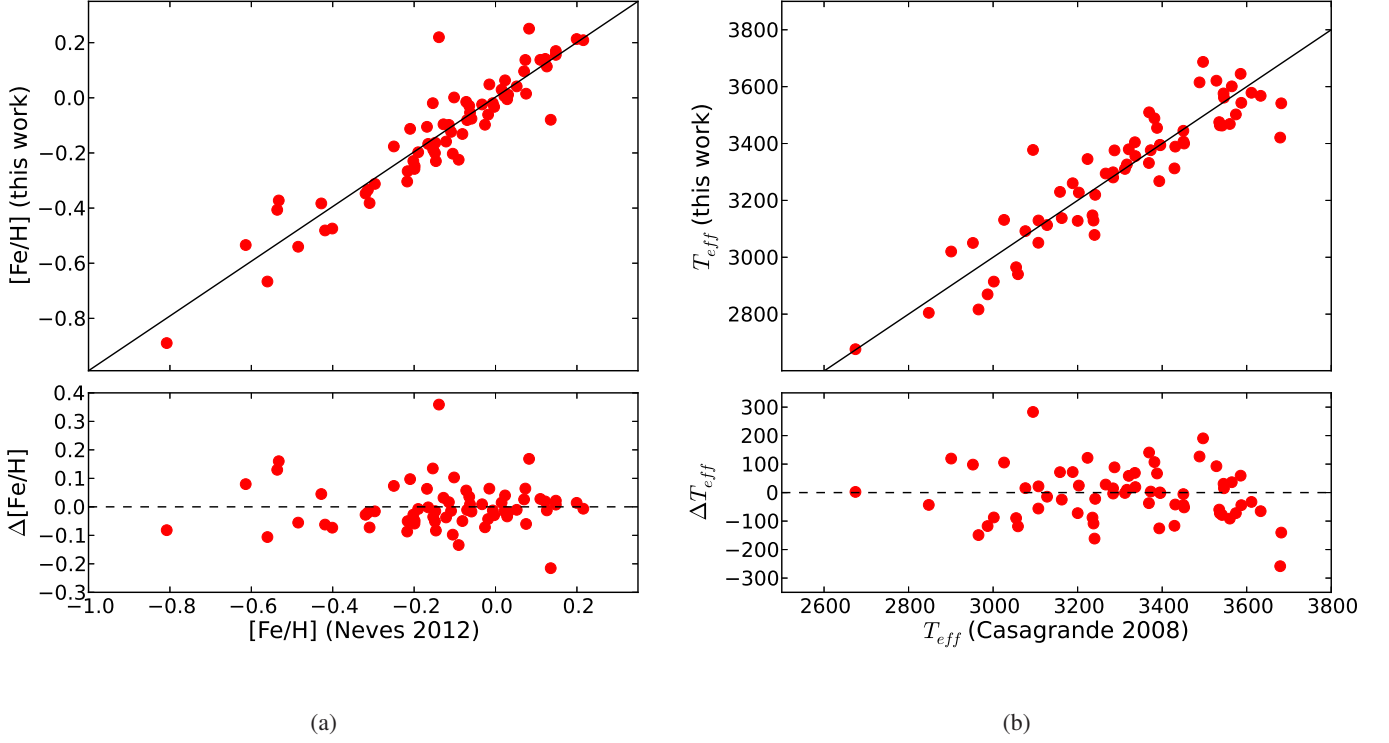 0.2
0.0
−0.2
−0.4
−0.6
−0.8
[Fe/H] (this work)
0.4
0.3
0.2
0.1
0.0
−0.1
−0.2
−0.3
Δ[Fe/H]
−1.0 −0.8 −0.6 −0.4 −0.2 0.0 0.2
[Fe/H] (Neves 2012)
(a)
3800
3600
3400
3200
3000
2800
T_eff (this work)
300
200
100
0
−100
−200
−300
ΔT_eff
2600 2800 3000 3200 3400 3600 3800
T_eff (Casagrande 2008)
(b)